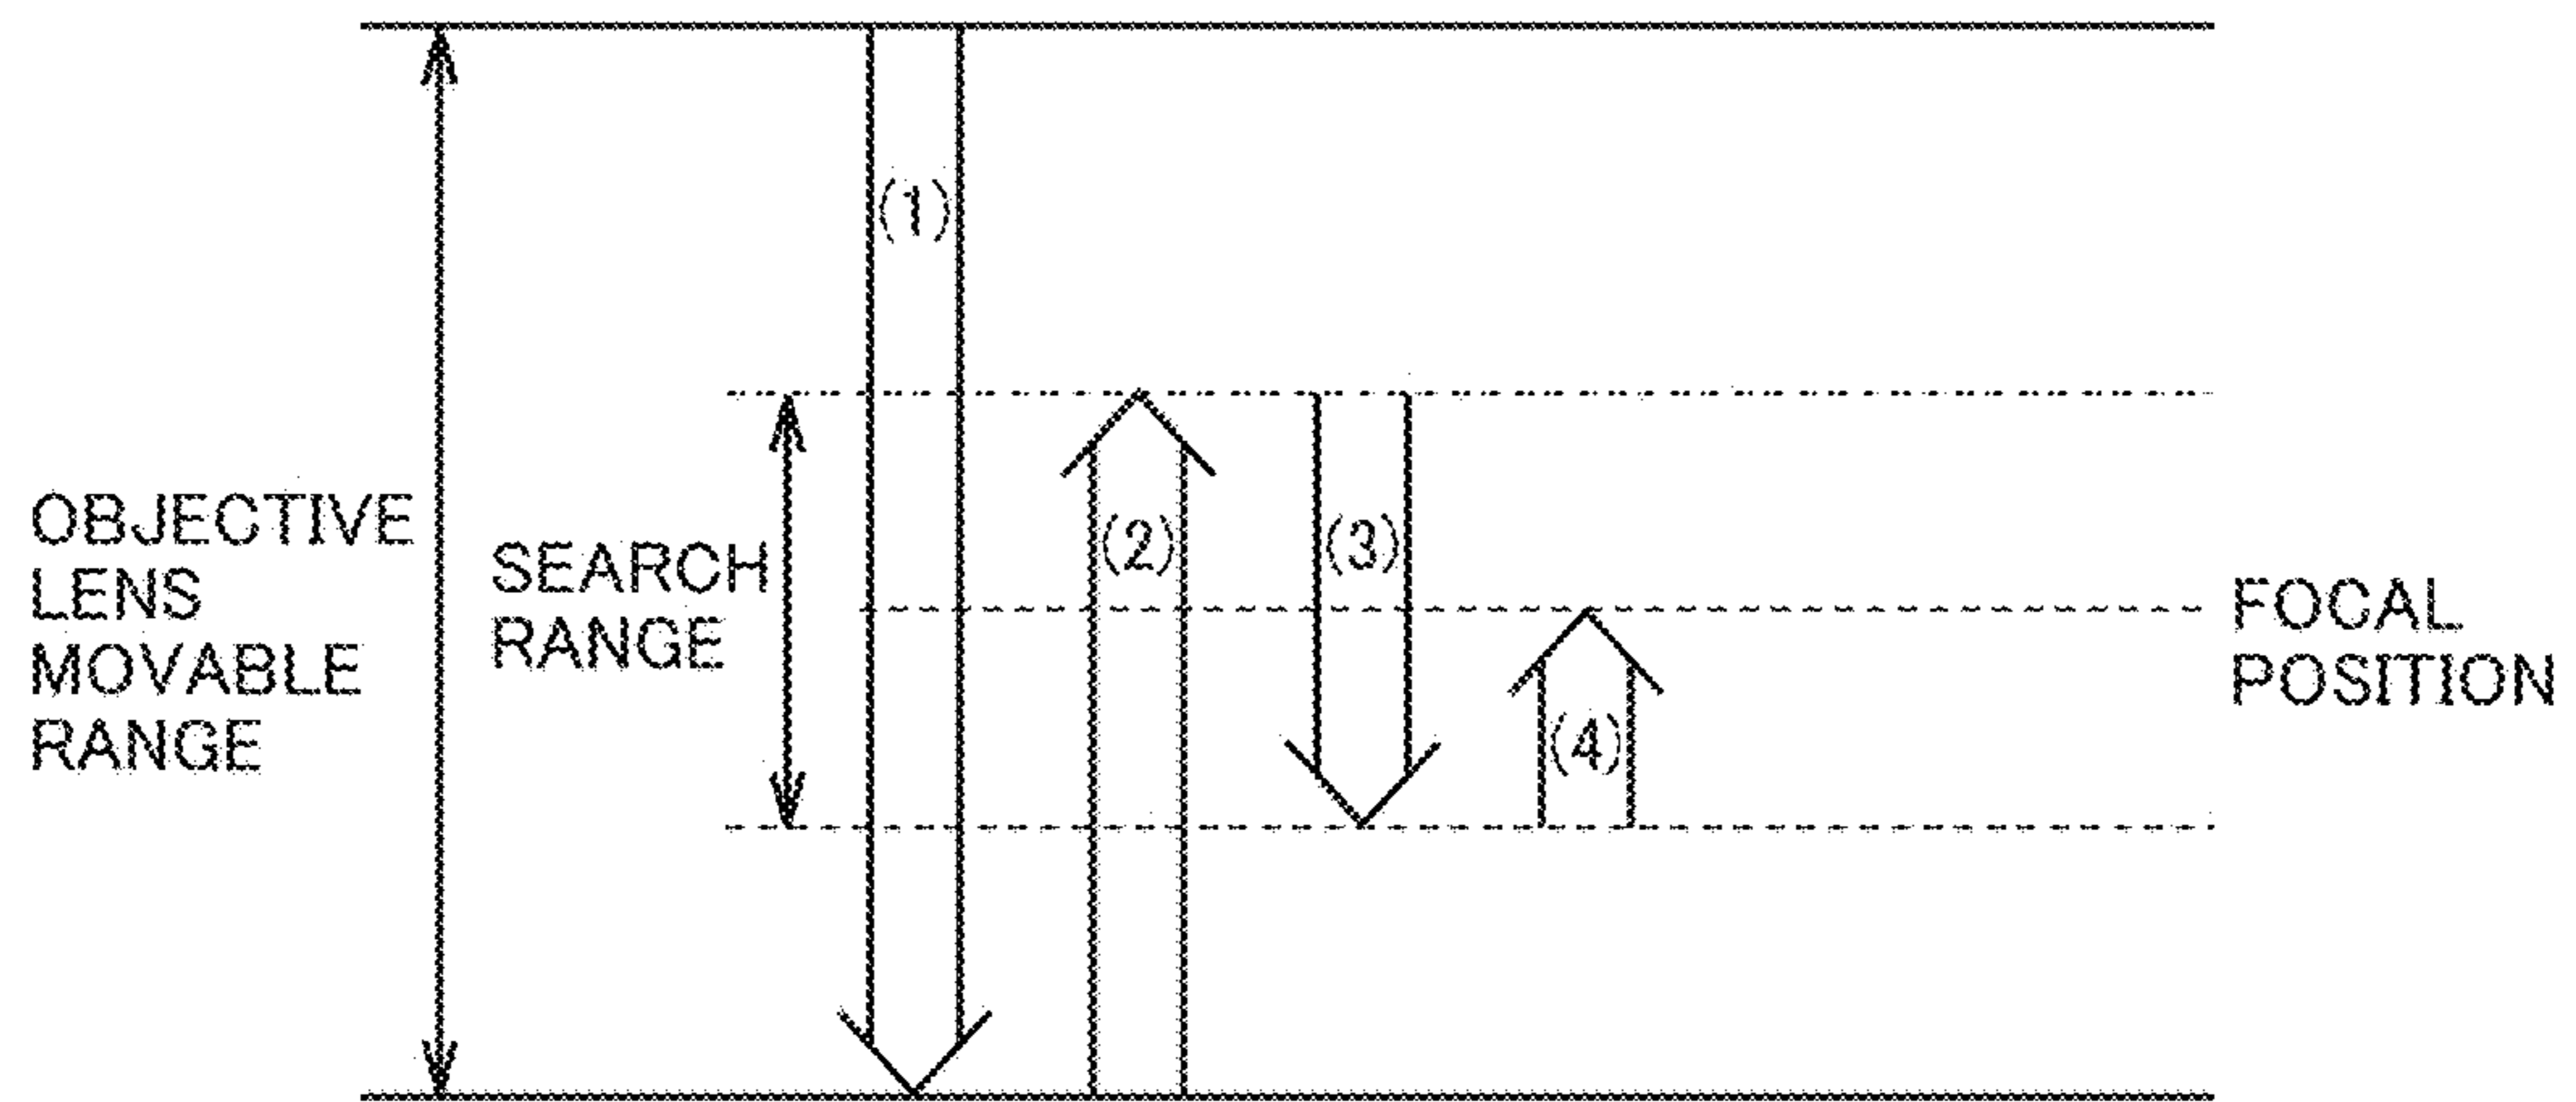 OBJECTIVE
LENS
MOVABLE
RANGE
SEARCH
RANGE
(1)
(2)
(3)
(4)
FOCAL
POSITION